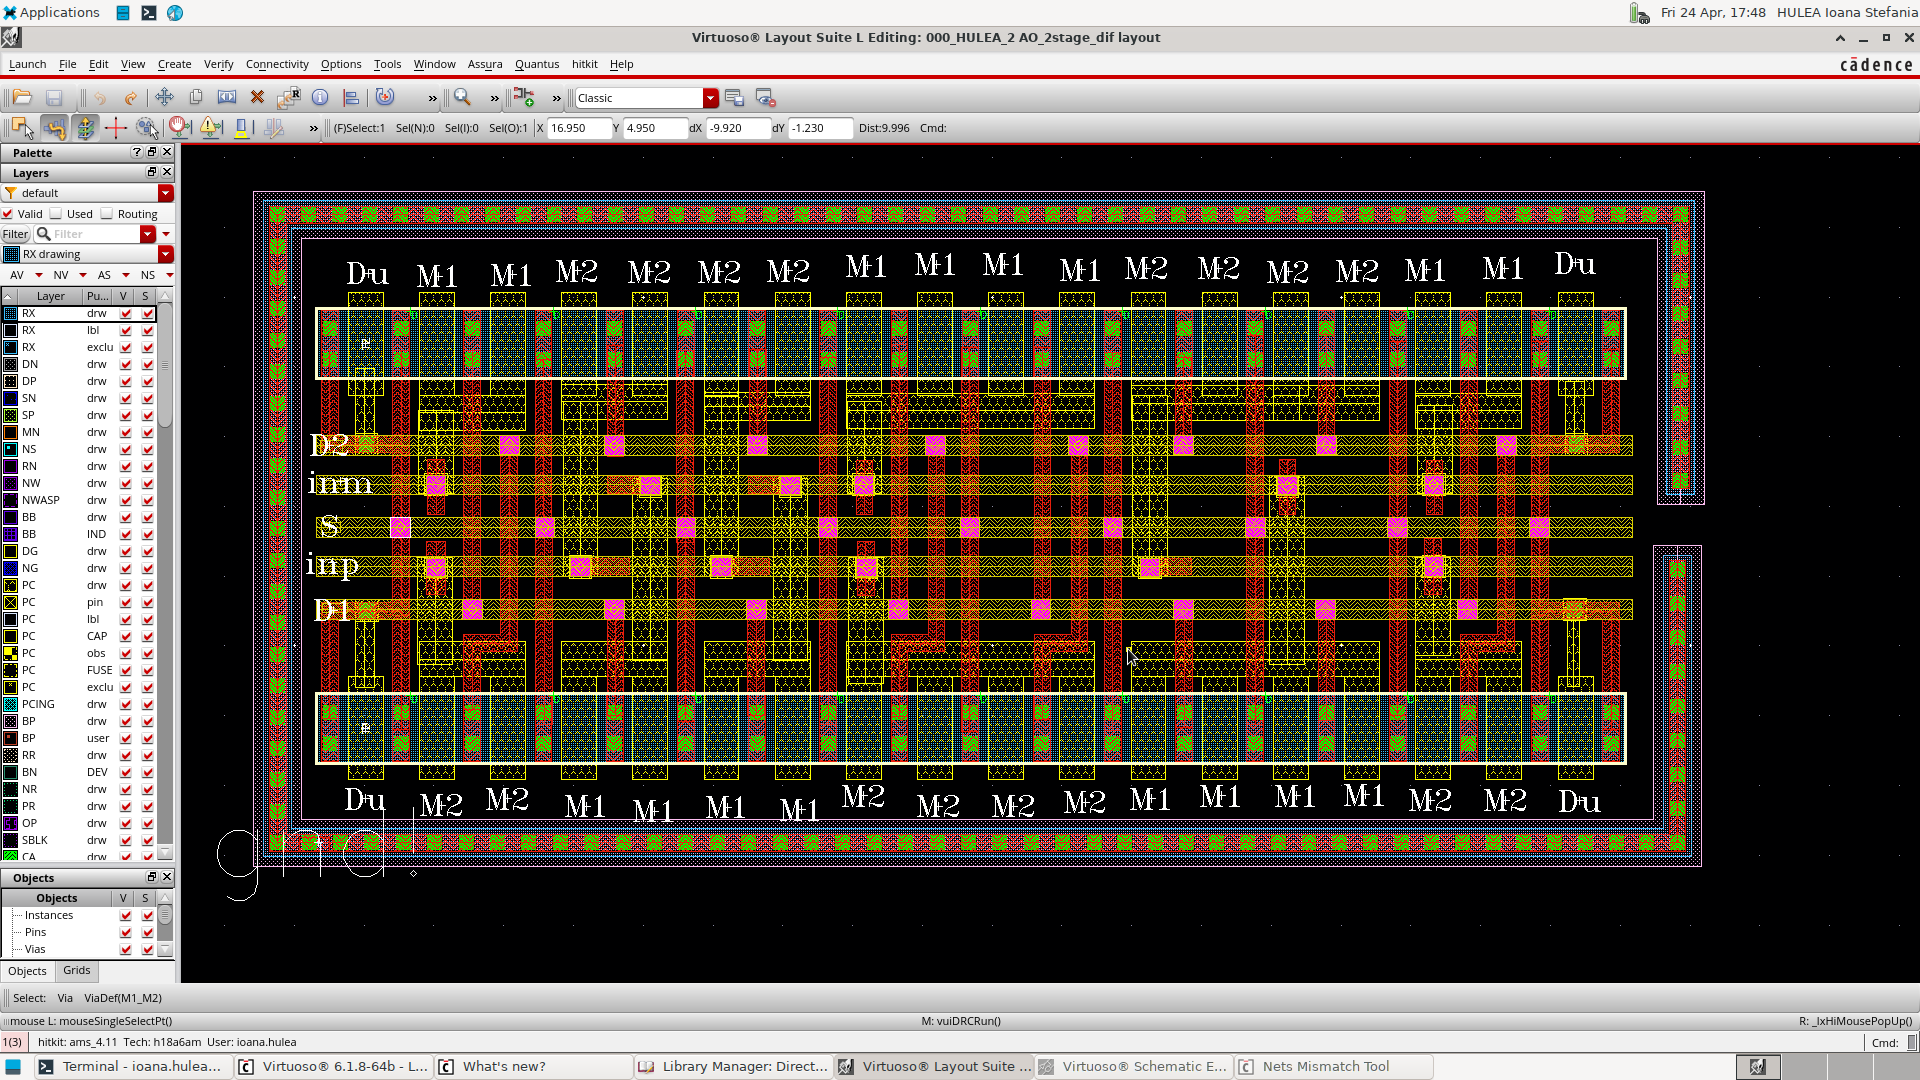 Applications
Fri 24 Apr, 17:48 HULEA Ioana Stefania
Virtuoso® Layout Suite L Editing: 000_HULEA_2 AO_2stage_dif layout
Launch File Edit View Create Verify Connectivity Options Tools Window Assura Quantus hitkit Help
cādence
» » » Classic
» (F)Select:1 Sel(N):0 Sel(I):0 Sel(O):1 X 16.950 Y 4.950 dX -9.920 dY -1.230 Dist:9.996 Cmd:
Palette
Layers
default
Valid Used Routing
Filter Filter
RX drawing
AV NV AS NS
Layer Pu... V S
RX drw
RX lbl
RX exclu
DN drw
DP drw
SN drw
SP drw
MN drw
NS drw
RN drw
NW drw
NWASP drw
BB drw
BB IND
DG drw
NG drw
PC drw
PC pin
PC lbl
PC CAP
PC obs
PC FUSE
PC exclu
PCING drw
BP drw
BP user
RR drw
BN DEV
NR drw
PR drw
OP drw
SBLK drw
CA drw
Objects
Objects V S
Instances
Pins
Vias
Objects Grids
Du M1 M1 M2 M2 M2 M2 M1 M1 M1 M1 M2 M2 M2 M2 M1 M1 Du
D2
inm
S
inp
D1
Du M2 M2 M1 M1 M1 M1 M2 M2 M2 M2 M1 M1 M1 M1 M2 M2 Du
gnd!
Select: Via ViaDef(M1_M2)
mouse L: mouseSingleSelectPt() M: vuiDRCRun() R: _lxHiMousePopUp()
1(3) hitkit: ams_4.11 Tech: h18a6am User: ioana.hulea Cmd:
Terminal - ioana.hulea... Virtuoso® 6.1.8-64b - L... What's new? Library Manager: Direct... Virtuoso® Layout Suite ... Virtuoso® Schematic E... Nets Mismatch Tool